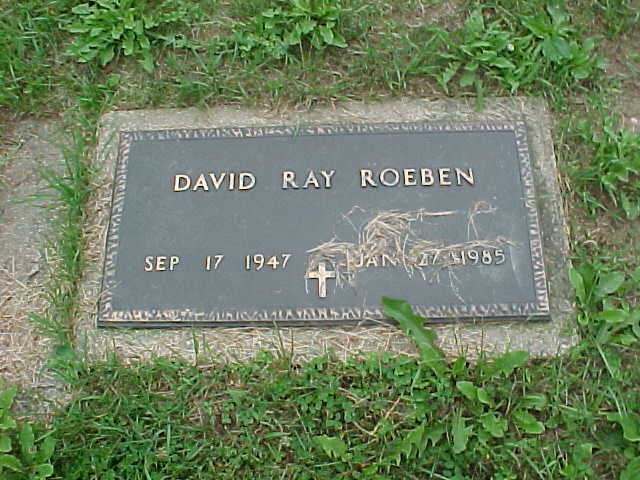 DAVID RAY ROEBEN
SEP 17 1947 JAN 27 1985